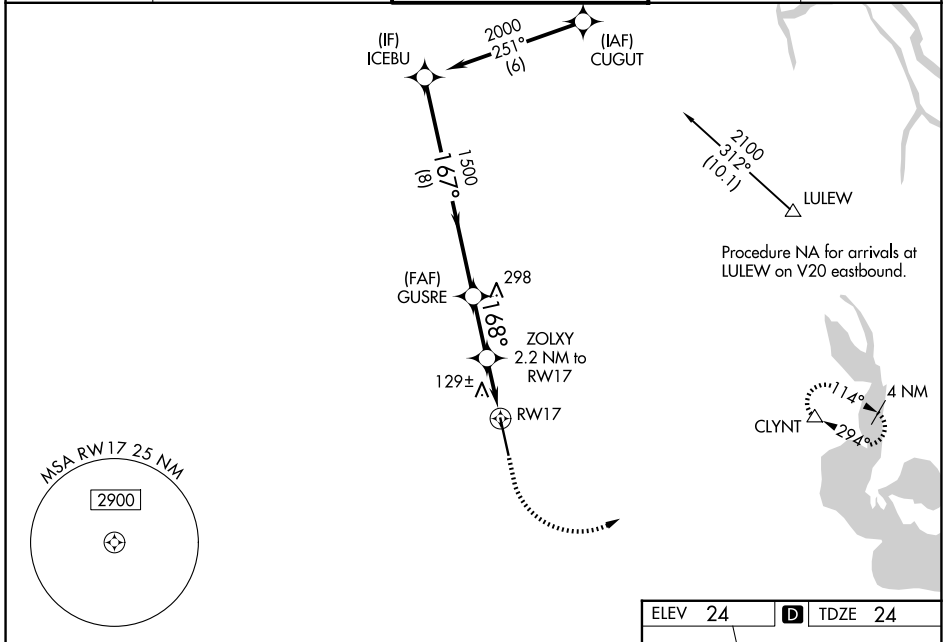 2000
251°
(6)
(IAF)
CUGUT
(IF)
ICEBU
1500
167°
(8)
2100
312°
(10.1)
LULEW
Procedure NA for arrivals at
LULEW on V20 eastbound.
(FAF)
GUSRE
298
168°
ZOLXY
2.2 NM to
RW17
129±
RW17
114°
4 NM
CLYNT
294°
MSA RW17 25 NM
2900
ELEV 24 D TDZE 24